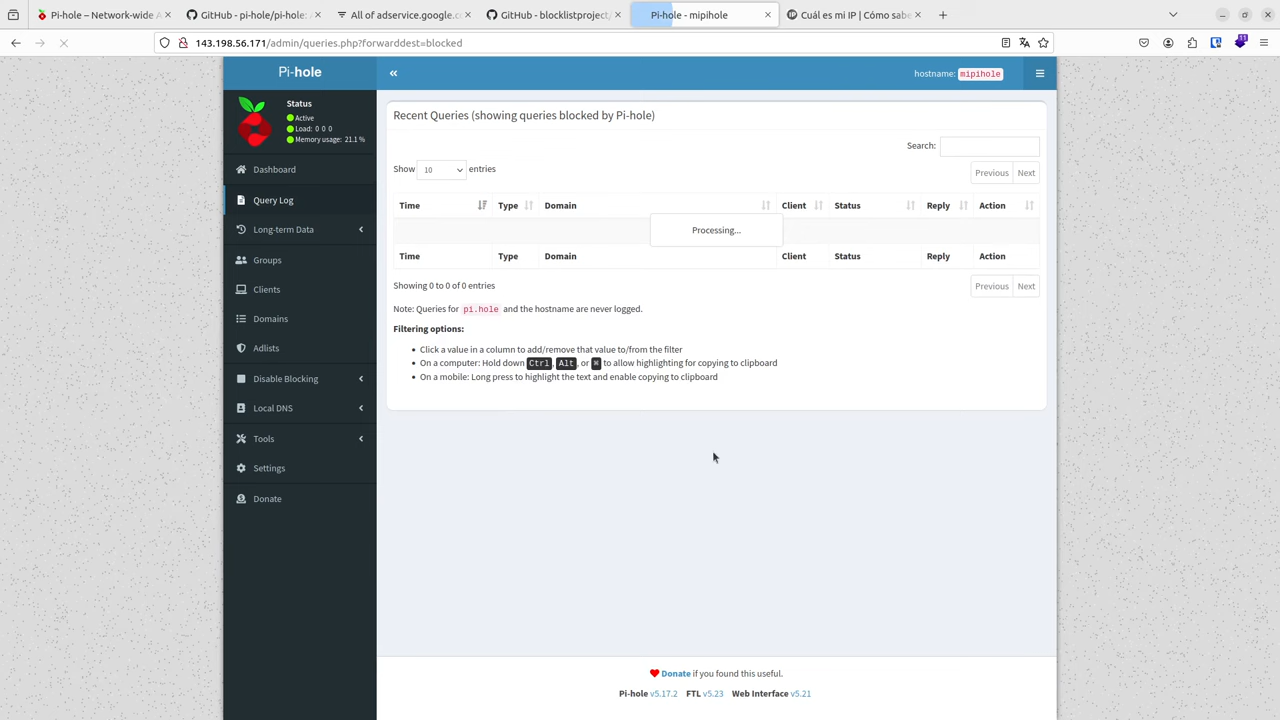 Pi-hole – Network-wide A
GitHub - pi-hole/pi-hole:
All of adservice.google.c
GitHub - blocklistproject/
Pi-hole - mipihole
Cuál es mi IP | Cómo sabe
143.198.56.171/admin/queries.php?forwarddest=blocked
11
Pi-hole
hostname: mipihole
Status
Active
Load: 0 0 0
Memory usage: 21.1 %
Dashboard
Query Log
Long-term Data
Groups
Clients
Domains
Adlists
Disable Blocking
Local DNS
Tools
Settings
Donate
Recent Queries (showing queries blocked by Pi-hole)
Search:
Show 10 entries
Previous Next
Time Type Domain Client Status Reply Action
Processing...
Time Type Domain Client Status Reply Action
Showing 0 to 0 of 0 entries
Previous Next
Note: Queries for pi.hole and the hostname are never logged.
Filtering options:
Click a value in a column to add/remove that value to/from the filter
On a computer: Hold down Ctrl, Alt, or ⌘ to allow highlighting for copying to clipboard
On a mobile: Long press to highlight the text and enable copying to clipboard
Donate if you found this useful.
Pi-hole v5.17.2 FTL v5.23 Web Interface v5.21